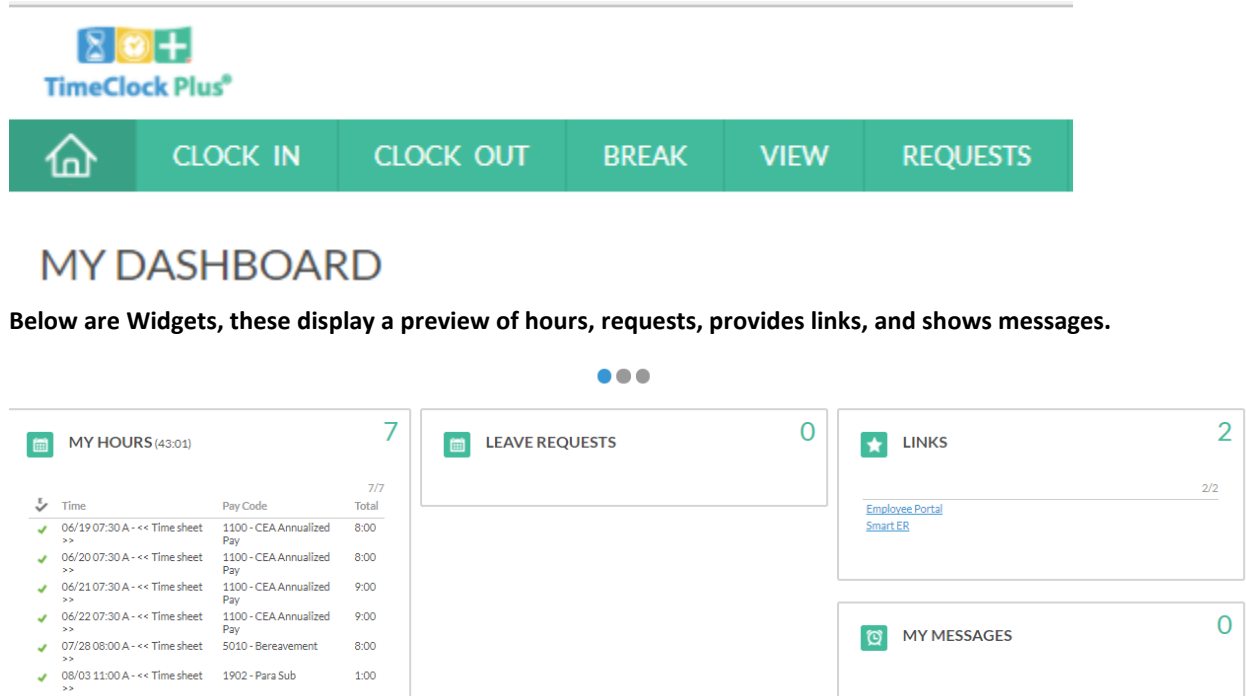 TimeClock Plus®
CLOCK IN CLOCK OUT BREAK VIEW REQUESTS
MY DASHBOARD
Below are Widgets, these display a preview of hours, requests, provides links, and shows messages.
MY HOURS (43:01) 7
7/7
Time Pay Code Total
06/19 07:30 A - << Time sheet 1100 - CEA Annualized 8:00
>> Pay
06/20 07:30 A - << Time sheet 1100 - CEA Annualized 8:00
>> Pay
06/21 07:30 A - << Time sheet 1100 - CEA Annualized 9:00
>> Pay
06/22 07:30 A - << Time sheet 1100 - CEA Annualized 9:00
>> Pay
07/28 08:00 A - << Time sheet 5010 - Bereavement 8:00
>>
08/03 11:00 A - << Time sheet 1902 - Para Sub 1:00
>>
LEAVE REQUESTS 0
LINKS 2
2/2
Employee Portal
Smart ER
MY MESSAGES 0